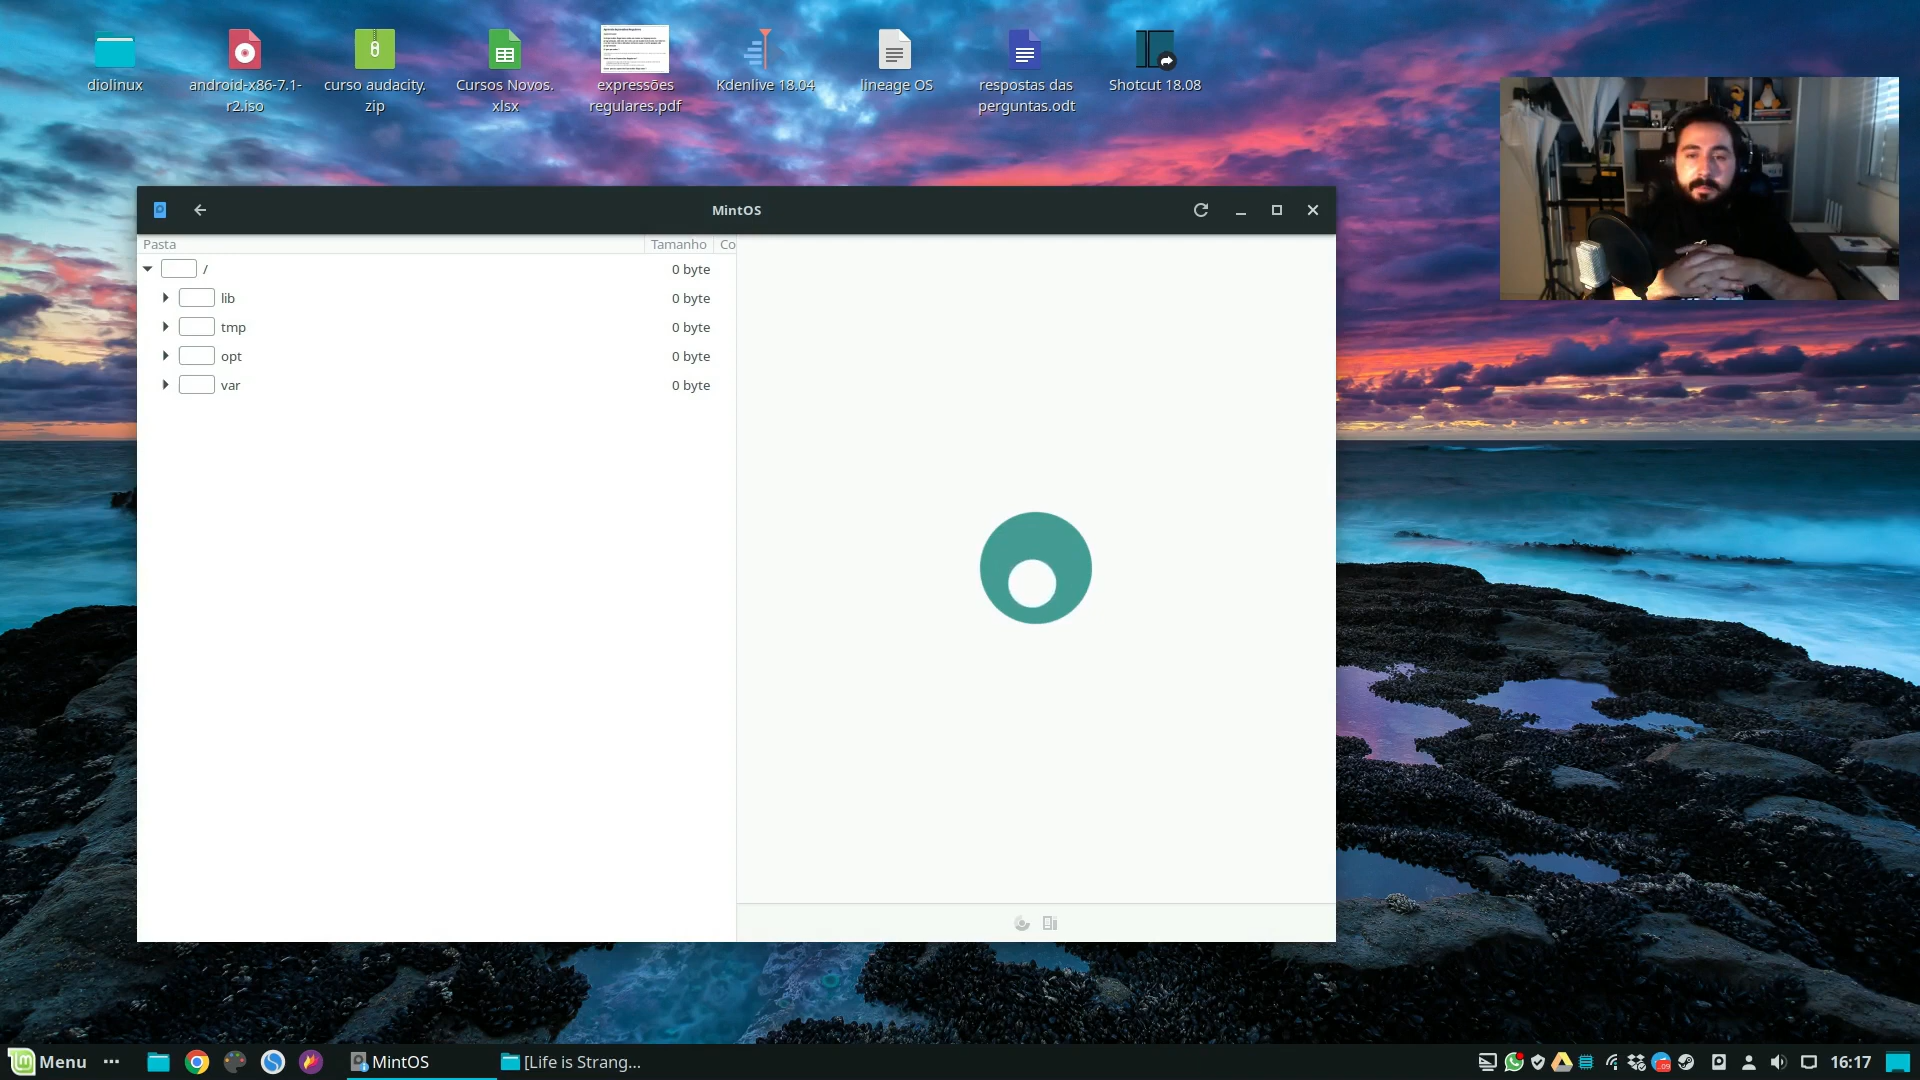 diolinux
android-x86-7.1-
r2.iso
curso audacity.
zip
Cursos Novos.
xlsx
expressões
regulares.pdf
Kdenlive 18.04
lineage OS
respostas das
perguntas.odt
Shotcut 18.08
MintOS
Pasta Tamanho Co
/ 0 byte
lib 0 byte
tmp 0 byte
opt 0 byte
var 0 byte
Menu
MintOS
[Life is Strang...
16:17